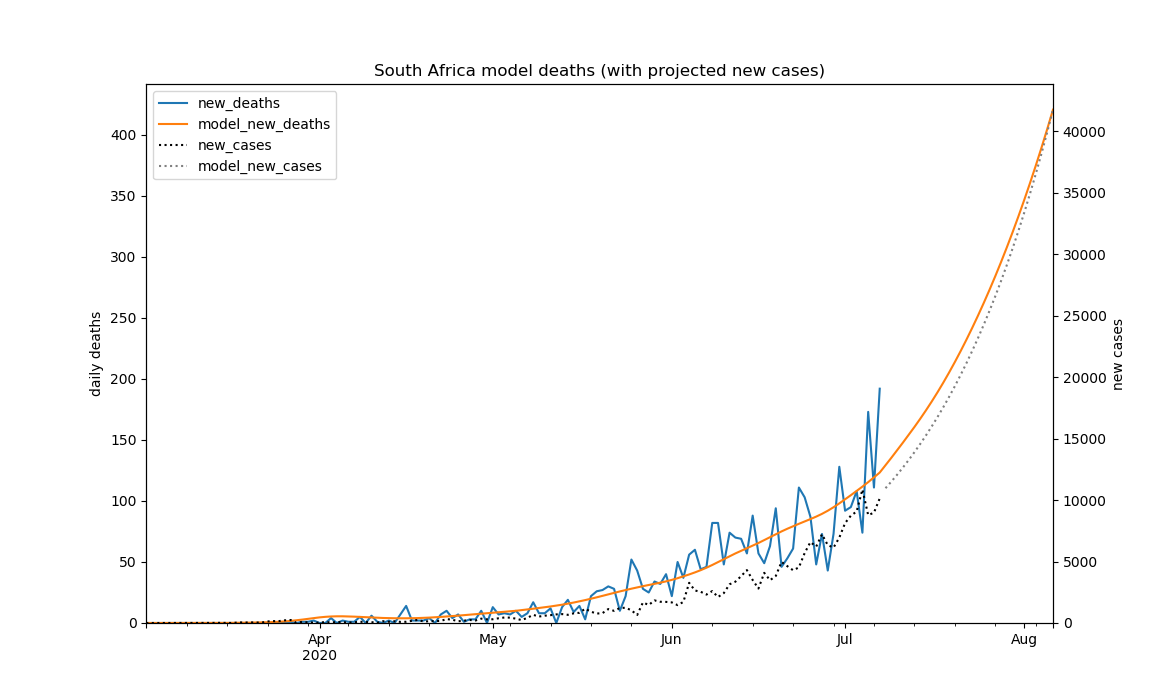 South Africa model deaths (with projected new cases)
new_deaths
model_new_deaths
new_cases
model_new_cases
daily deaths
400
350
300
250
200
150
100
50
0
new cases
40000
35000
30000
25000
20000
15000
10000
5000
0
Apr
2020
May
Jun
Jul
Aug